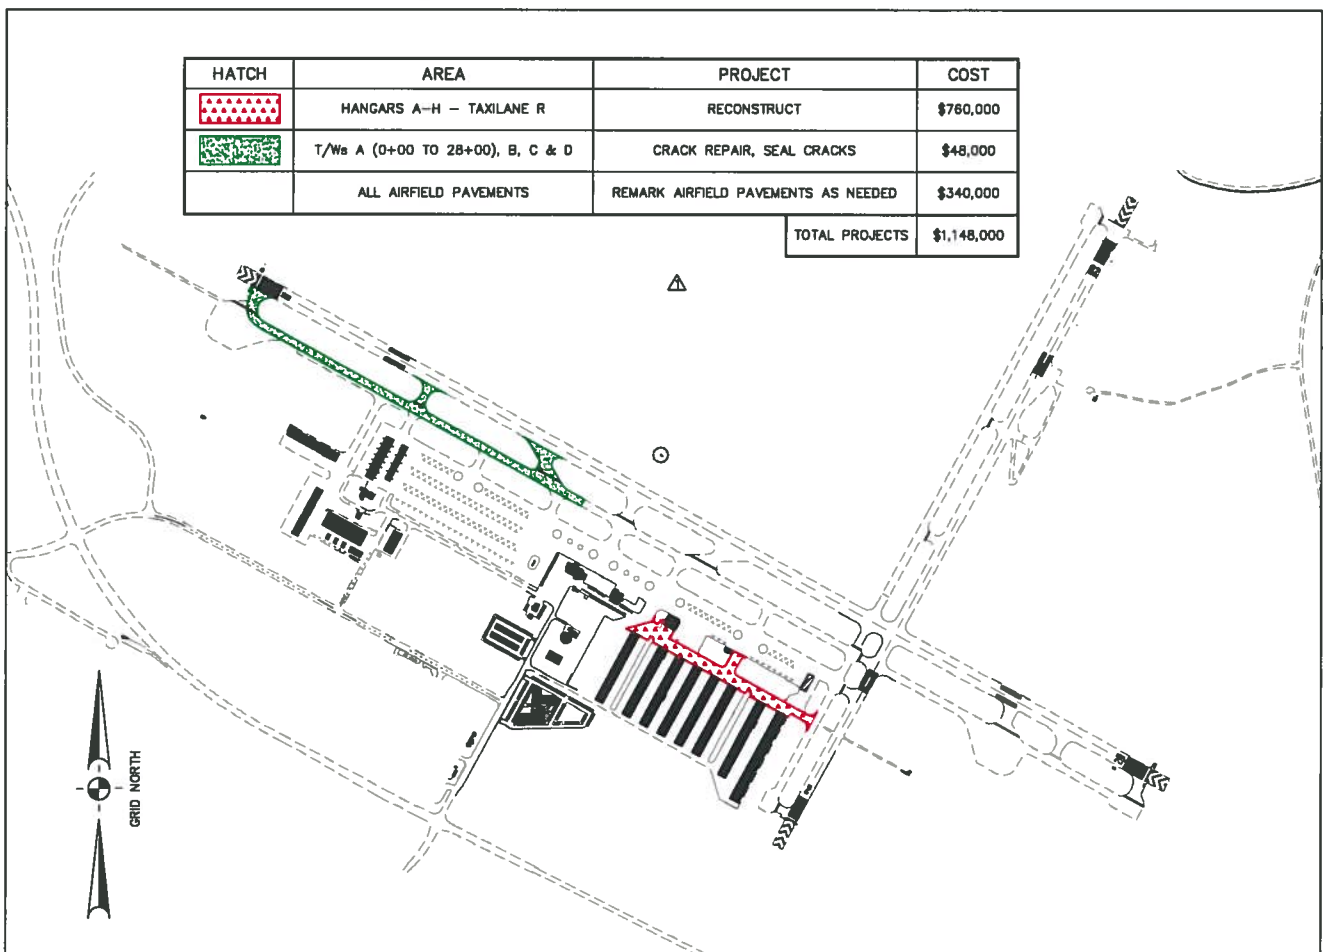 HATCH AREA PROJECT COST
HANGARS A-H - TAXILANE R RECONSTRUCT $760,000
T/Ws A (0+00 TO 28+00), B, C & D CRACK REPAIR, SEAL CRACKS $48,000
ALL AIRFIELD PAVEMENTS REMARK AIRFIELD PAVEMENTS AS NEEDED $340,000
TOTAL PROJECTS $1,148,000
GRID NORTH